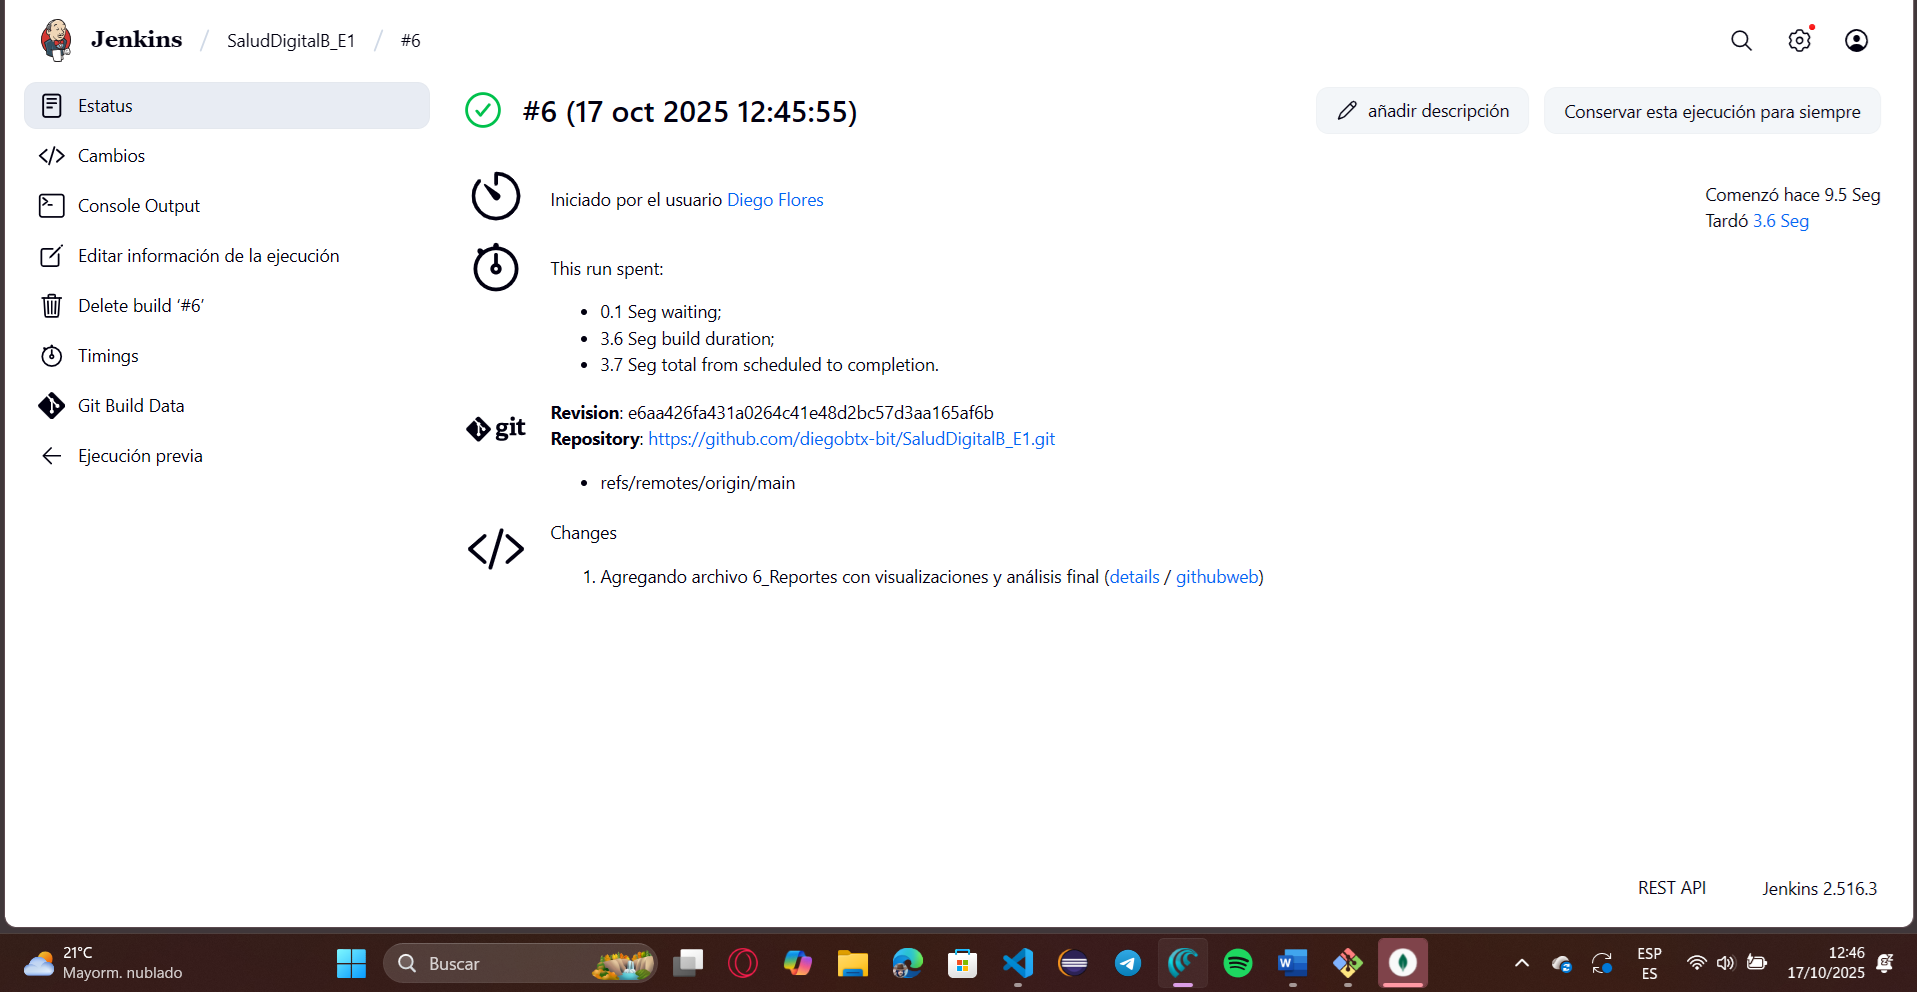 Jenkins / SaludDigitalB_E1 / #6
Estatus
Cambios
Console Output
Editar información de la ejecución
Delete build ‘#6’
Timings
Git Build Data
Ejecución previa
#6 (17 oct 2025 12:45:55)
añadir descripción
Conservar esta ejecución para siempre
Iniciado por el usuario Diego Flores
Comenzó hace 9.5 Seg
Tardó 3.6 Seg
This run spent:
• 0.1 Seg waiting;
• 3.6 Seg build duration;
• 3.7 Seg total from scheduled to completion.
git
Revision: e6aa426fa431a0264c41e48d2bc57d3aa165af6b
Repository: https://github.com/diegobtx-bit/SaludDigitalB_E1.git
• refs/remotes/origin/main
Changes
1. Agregando archivo 6_Reportes con visualizaciones y análisis final (details / githubweb)
REST API
Jenkins 2.516.3
21°C
Mayorm. nublado
Buscar
ESP
ES
12:46
17/10/2025